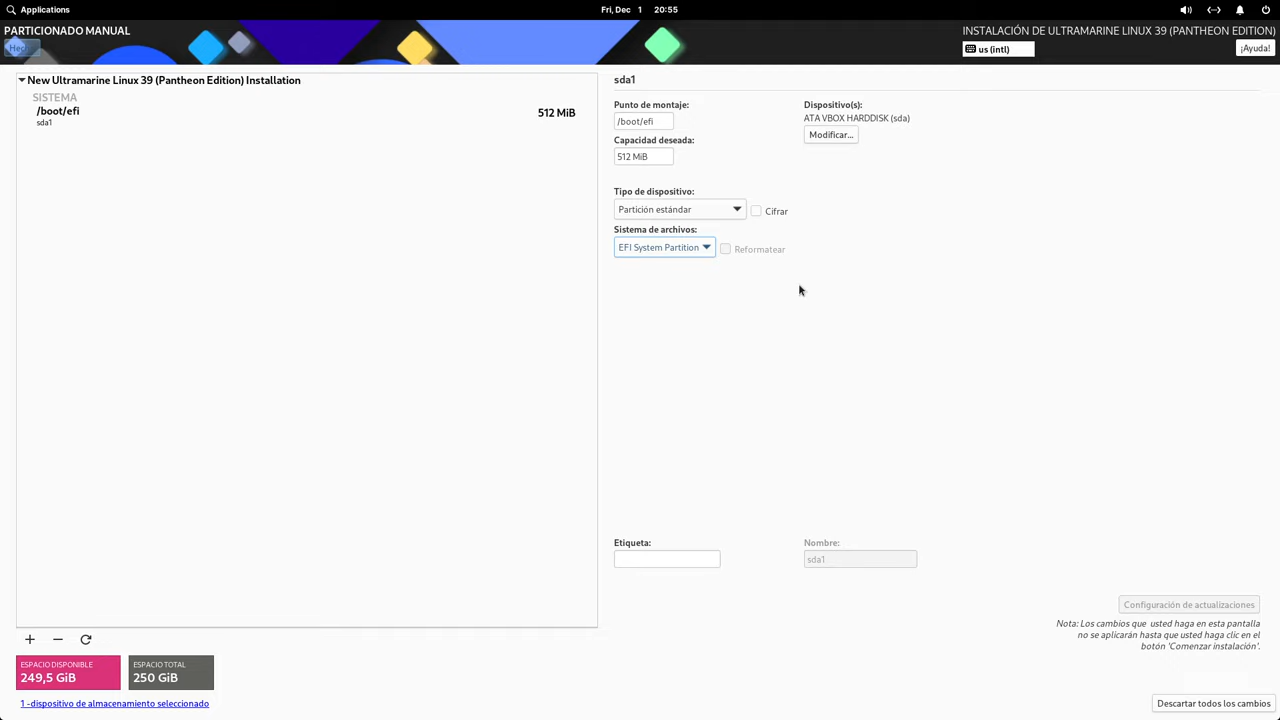 Applications
Fri, Dec 1 20:55
PARTICIONADO MANUAL
Hecho
INSTALACIÓN DE ULTRAMARINE LINUX 39 (PANTHEON EDITION)
us (intl)
¡Ayuda!
New Ultramarine Linux 39 (Pantheon Edition) Installation
SISTEMA
/boot/efi
512 MiB
sda1
sda1
Punto de montaje:
/boot/efi
Capacidad deseada:
512 MiB
Dispositivo(s):
ATA VBOX HARDDISK (sda)
Modificar...
Tipo de dispositivo:
Partición estándar
Cifrar
Sistema de archivos:
EFI System Partition
Reformatear
Etiqueta:
Nombre:
sda1
Configuración de actualizaciones
Nota: Los cambios que usted haga en esta pantalla
no se aplicarán hasta que usted haga clic en el
botón 'Comenzar instalación'.
ESPACIO DISPONIBLE
249,5 GiB
ESPACIO TOTAL
250 GiB
1 -dispositivo de almacenamiento seleccionado
Descartar todos los cambios